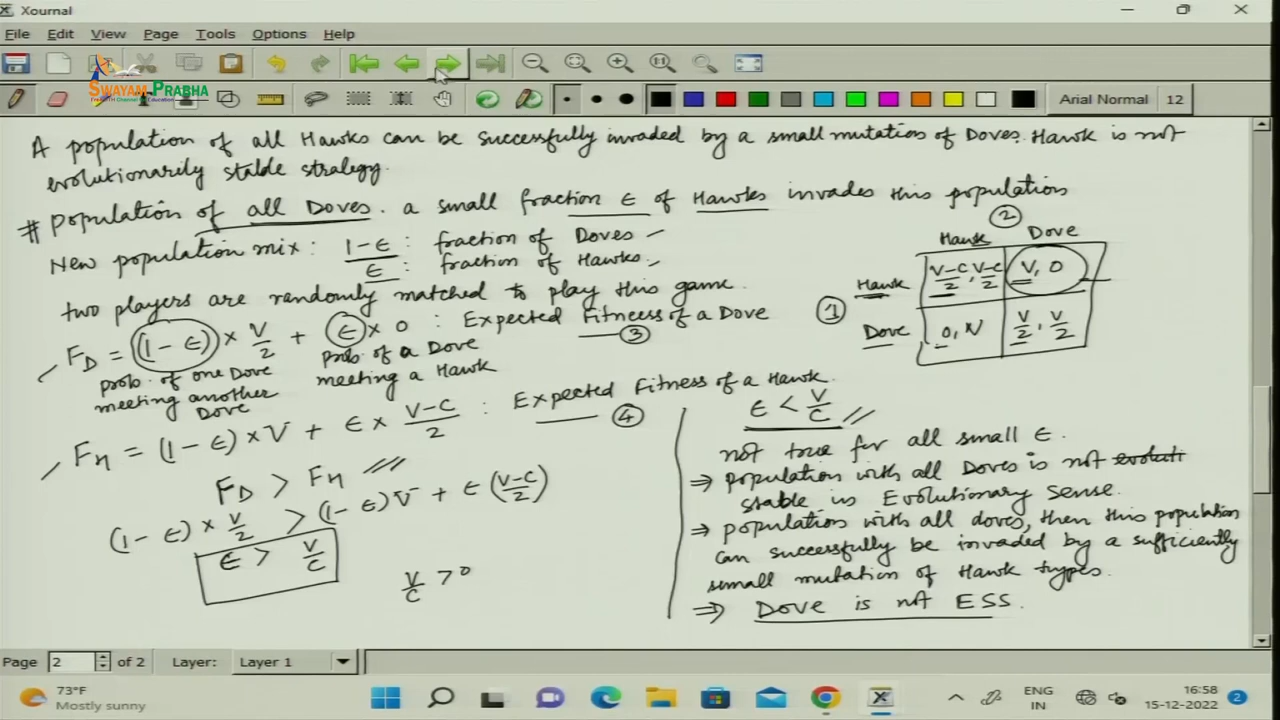 Xournal
File Edit View Page Tools Options Help
SWAYAM PRABHA
Arial Normal 12
A population of all Hawks can be successfully invaded by a small mutation of Doves. Hawk is not
evolutionarily stable strategy.
# population of all Doves. a small fraction ϵ of Hawks invades this population
New population mix: 1-ϵ : fraction of Doves
ϵ : fraction of Hawks
two players are randomly matched to play this game.
F_D = (1-ϵ) × V/2 + ϵ × 0 : Expected Fitness of a Dove ③
prob. of one Dove meeting another Dove
prob. of a Dove meeting a Hawk
F_H = (1-ϵ) × V + ϵ × (V-C)/2 : Expected Fitness of a Hawk. ④
F_D > F_H
(1-ϵ) × V/2 > (1-ϵ) V + ϵ ((V-C)/2)
ϵ > V/C
V/C > 0
②
Hawk Dove
① Hawk (V-C)/2, (V-C)/2 V, 0
Dove 0, V V/2, V/2
ϵ < V/C
not true for all small ϵ.
⇒ population with all Doves is not evoluti
stable in Evolutionary Sense.
⇒ population with all doves, then this population
can successfully be invaded by a sufficiently
small mutation of Hawk types.
⇒ Dove is not ESS.
Page 2 of 2 Layer: Layer 1
73°F
Mostly sunny
ENG
IN
16:58
15-12-2022
2